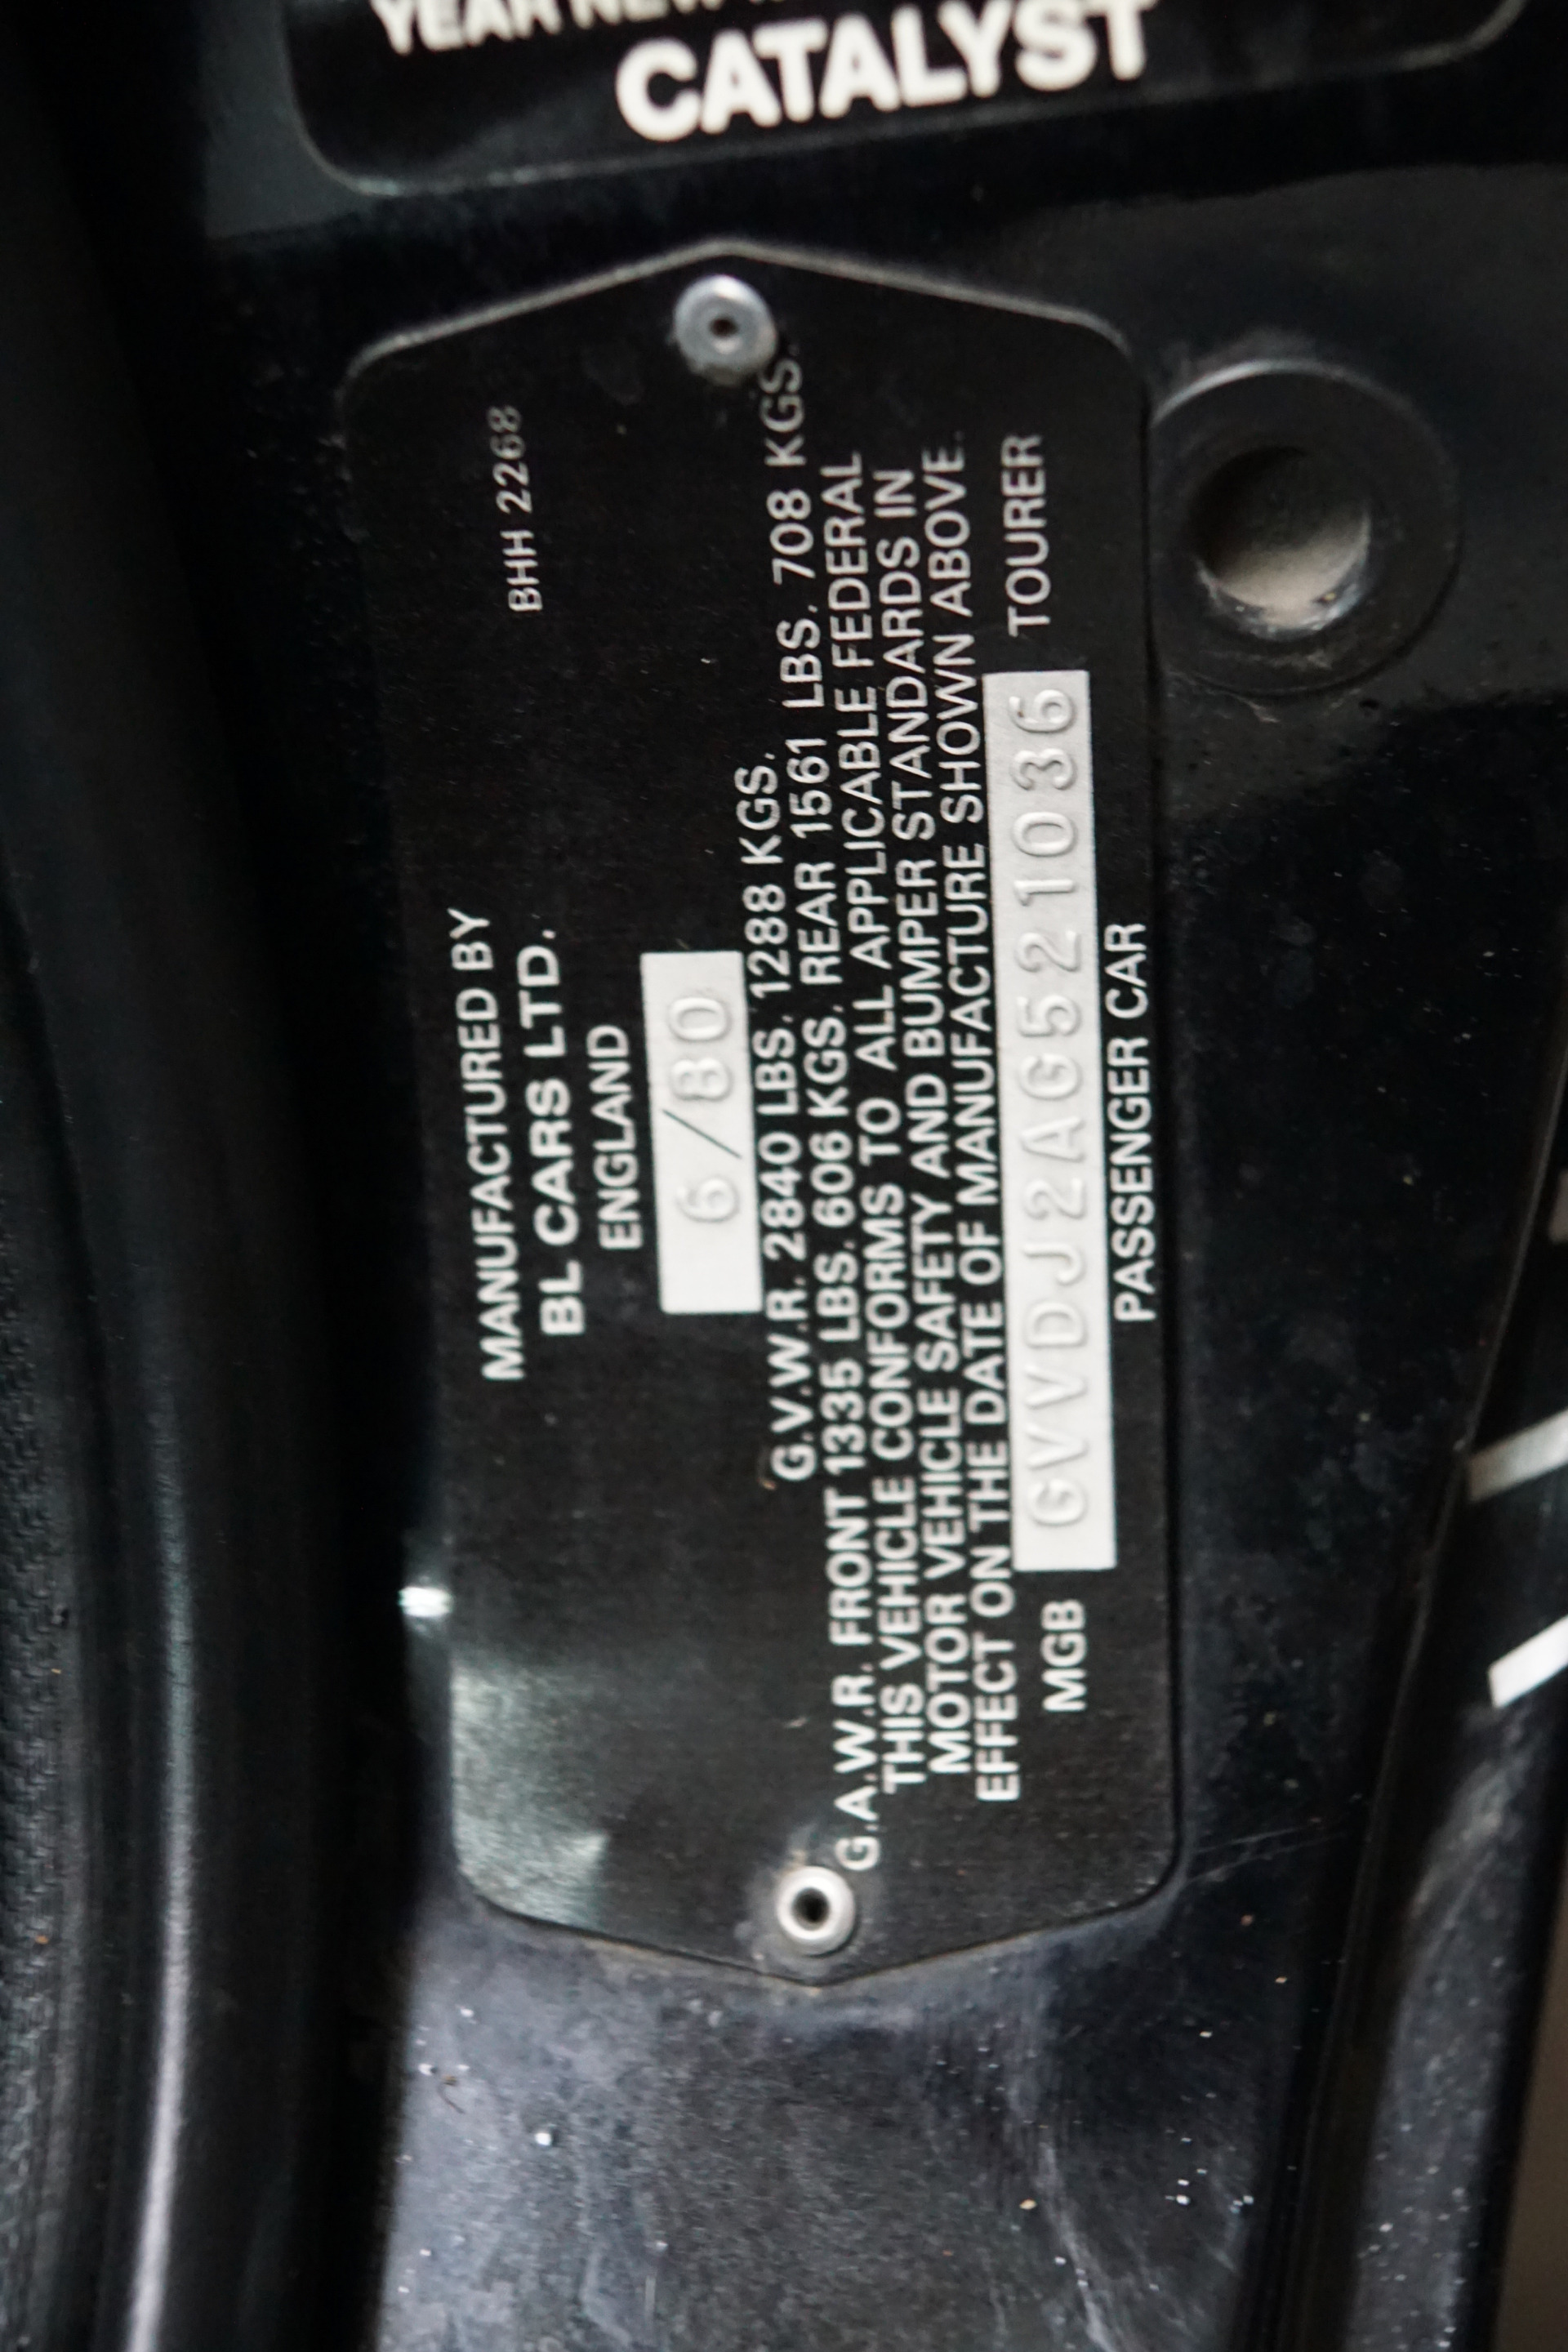 CATALYST
BHH 2268
MANUFACTURED BY
BL CARS LTD.
ENGLAND
6/80
G.V.W.R. 2840 LBS. 1288 KGS.
G.A.W.R. FRONT 1335 LBS. 606 KGS. REAR 1561 LBS. 708 KGS.
THIS VEHICLE CONFORMS TO ALL APPLICABLE FEDERAL
MOTOR VEHICLE SAFETY AND BUMPER STANDARDS IN
EFFECT ON THE DATE OF MANUFACTURE SHOWN ABOVE.
MGB GVVDJ2AG521036 TOURER
PASSENGER CAR